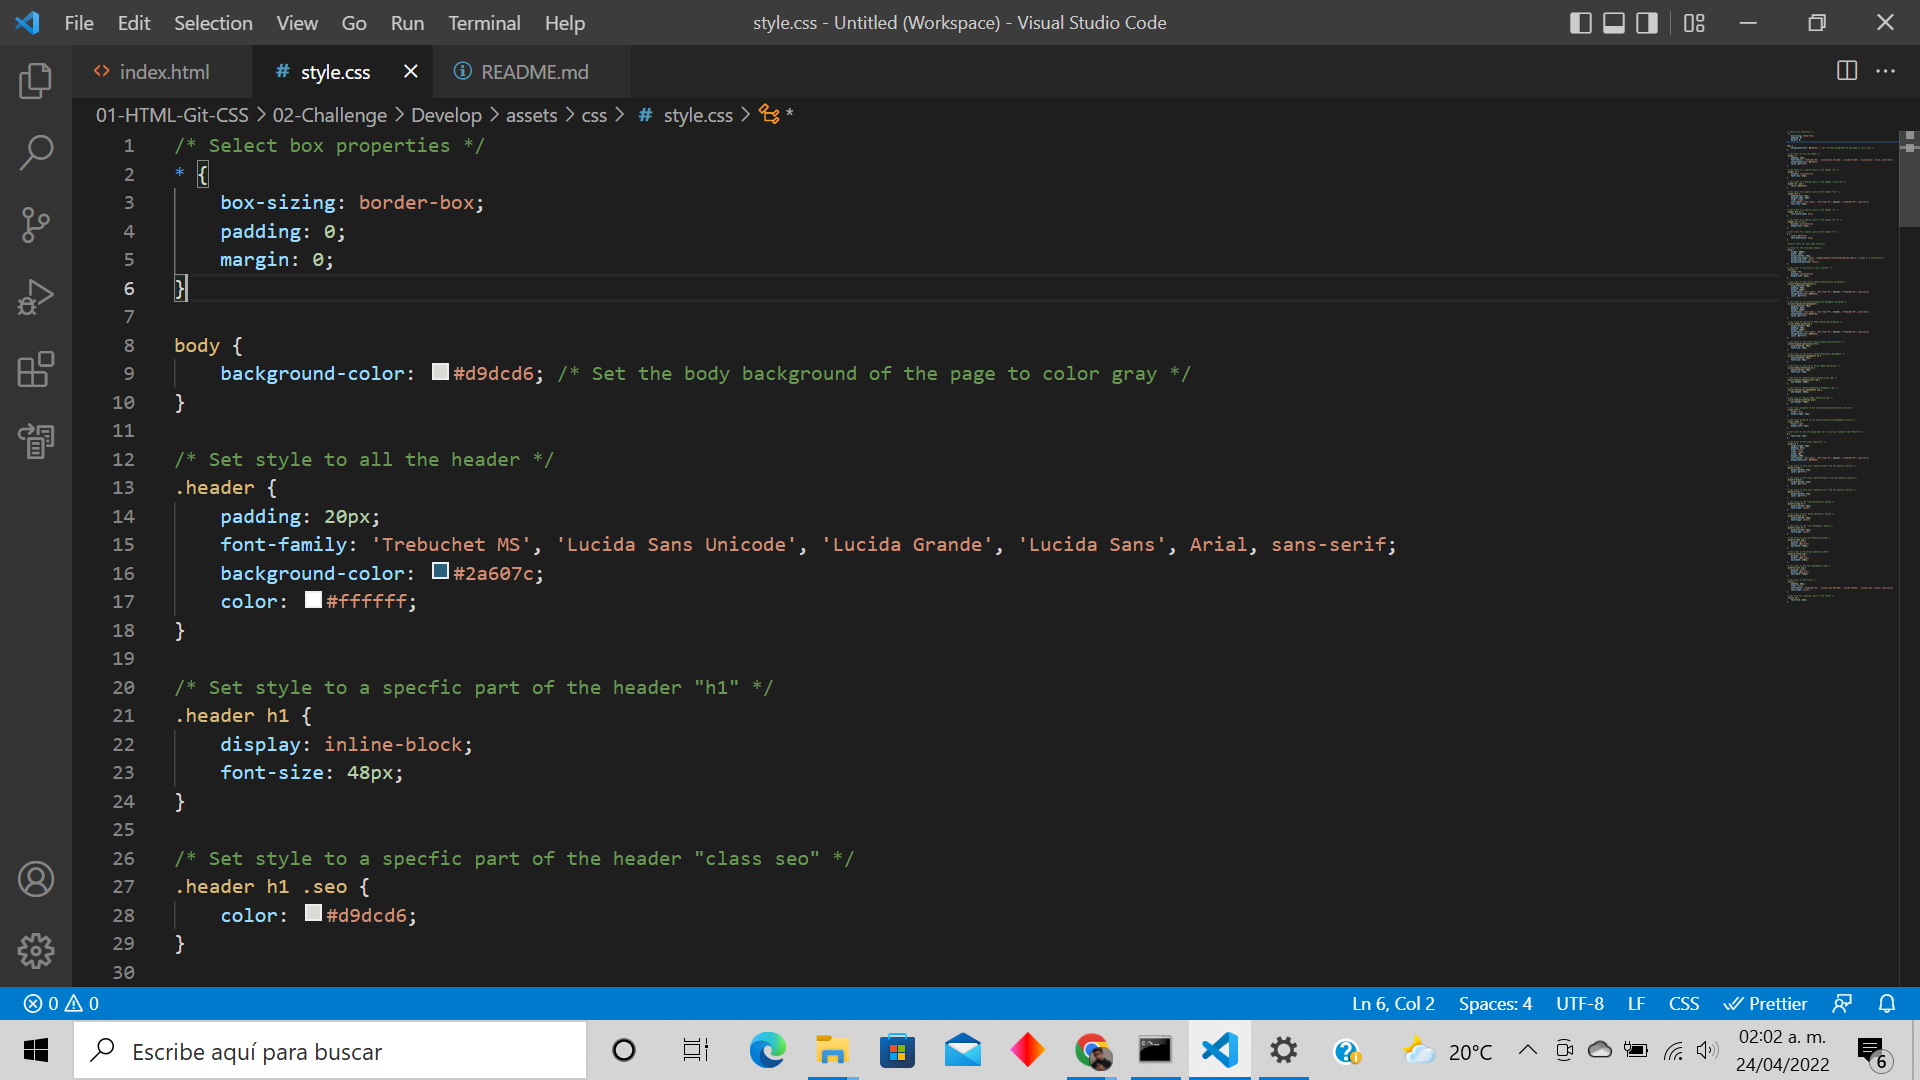 File Edit Selection View Go Run Terminal Help
style.css - Untitled (Workspace) - Visual Studio Code
index.html
# style.css
README.md
01-HTML-Git-CSS > 02-Challenge > Develop > assets > css > # style.css > *
1 /* Select box properties */
2 * {
3 box-sizing: border-box;
4 padding: 0;
5 margin: 0;
6 }
7
8 body {
9 background-color: #d9dcd6; /* Set the body background of the page to color gray */
10 }
11
12 /* Set style to all the header */
13 .header {
14 padding: 20px;
15 font-family: 'Trebuchet MS', 'Lucida Sans Unicode', 'Lucida Grande', 'Lucida Sans', Arial, sans-serif;
16 background-color: #2a607c;
17 color: #ffffff;
18 }
19
20 /* Set style to a specfic part of the header "h1" */
21 .header h1 {
22 display: inline-block;
23 font-size: 48px;
24 }
25
26 /* Set style to a specfic part of the header "class seo" */
27 .header h1 .seo {
28 color: #d9dcd6;
29 }
30
0 0
Ln 6, Col 2 Spaces: 4 UTF-8 LF CSS Prettier
Escribe aquí para buscar
20°C
02:02 a. m.
24/04/2022
6